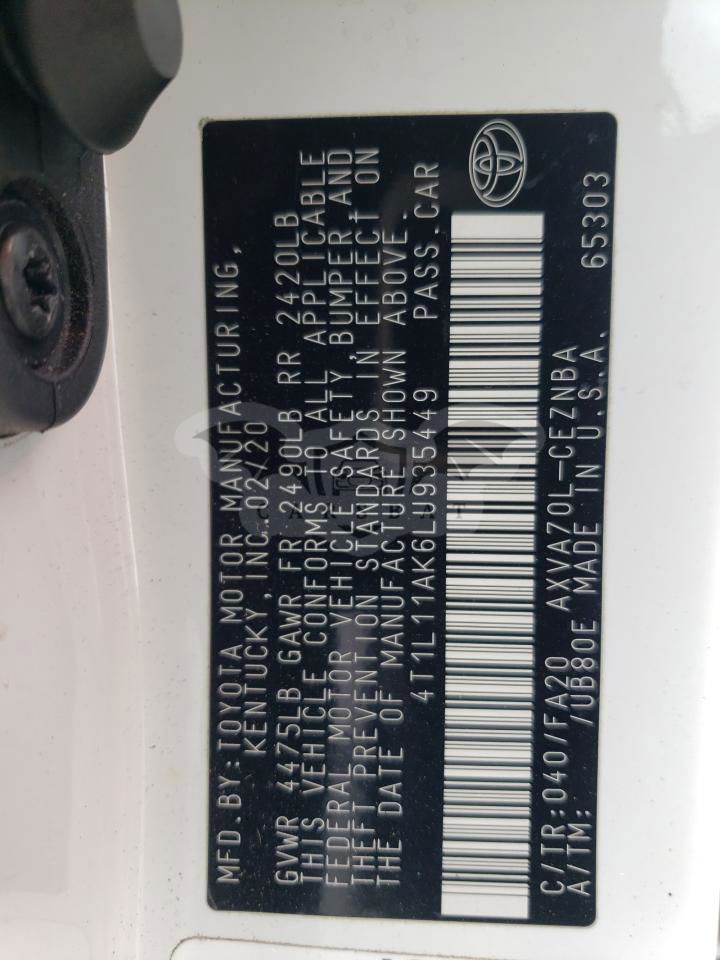 MFD.BY:TOYOTA MOTOR MANUFACTURING,
KENTUCKY,INC.02/20
GVWR 4475LB GAWR FR 2490LB RR 2420LB
THIS VEHICLE CONFORMS TO ALL APPLICABLE
FEDERAL MOTOR VEHICLE SAFETY,BUMPER AND
THEFT PREVENTION STANDARDS IN EFFECT ON
THE DATE OF MANUFACTIRE SHOWN ABOVE.
4T1L11AK6LU935449 PASS.CAR
C/TR:040/FA20 AXVA70L-CEZNBA
A/TM: /UB80E MADE IN U.S.A. 65303